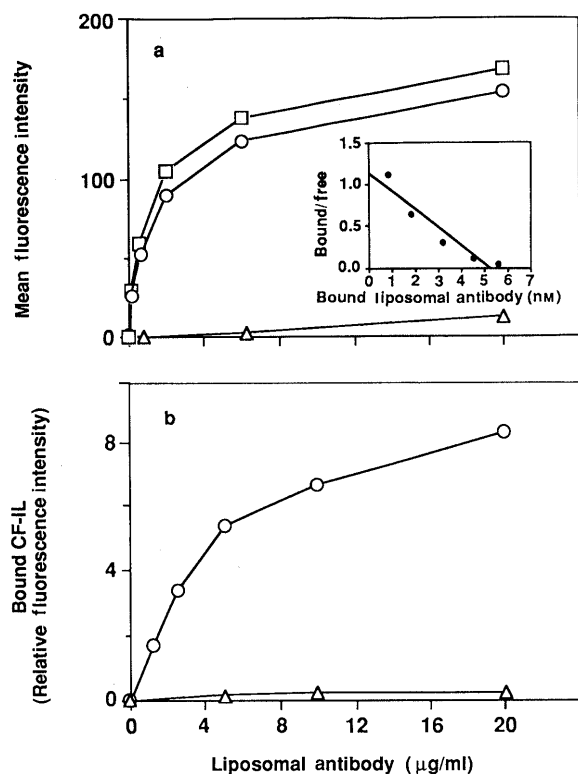 200
a
100
0
Mean fluorescence intensity
1.5
1.0
0.5
0.0
Bound/free
0 1 2 3 4 5 6 7
Bound liposomal antibody (nM)
b
8
4
0
Bound CF-IL
(Relative fluorescence intensity)
0 4 8 12 16 20
Liposomal antibody (μg/ml)